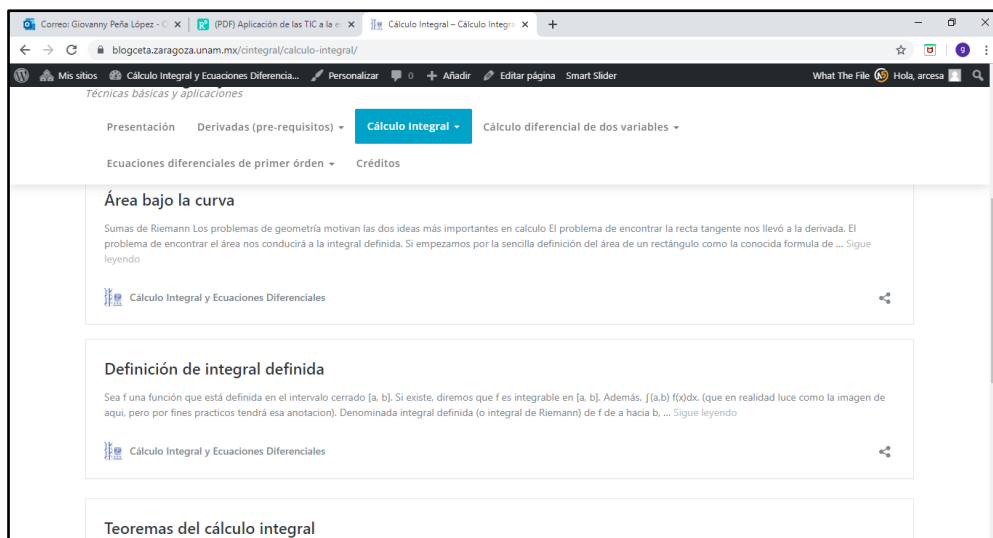 Correo: Giovanny Peña López - O
(PDF) Aplicación de las TIC a la e
Cálculo Integral – Cálculo Integr
blogceta.zaragoza.unam.mx/cintegral/calculo-integral/
Mis sitios Cálculo Integral y Ecuaciones Diferencia... Personalizar 0 Añadir Editar página Smart Slider What The File Hola, arcesa
Técnicas básicas y aplicaciones
Presentación Derivadas (pre-requisitos) Cálculo Integral Cálculo diferencial de dos variables
Ecuaciones diferenciales de primer órden Créditos
Área bajo la curva
Sumas de Riemann Los problemas de geometría motivan las dos ideas más importantes en calculo El problema de encontrar la recta tangente nos llevó a la derivada. El
problema de encontrar el área nos conducirá a la integral definida. Si empezamos por la sencilla definición del área de un rectángulo como la conocida formula de ... Sigue
leyendo
Cálculo Integral y Ecuaciones Diferenciales
Definición de integral definida
Sea f una función que está definida en el intervalo cerrado [a, b]. Si existe, diremos que f es integrable en [a, b]. Además, ∫(a,b) f(x)dx. (que en realidad luce como la imagen de
aqui, pero por fines practicos tendrá esa anotacion). Denominada integral definida (o integral de Riemann) de f de a hacia b, ... Sigue leyendo
Cálculo Integral y Ecuaciones Diferenciales
Teoremas del cálculo integral